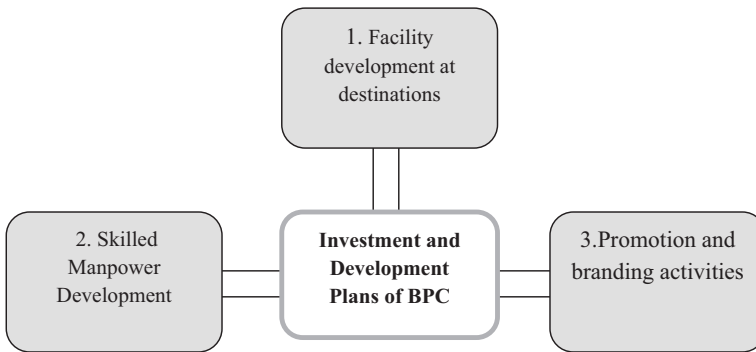 1. Facility
development at
destinations
2. Skilled
Manpower
Development
Investment and
Development
Plans of BPC
3.Promotion and
branding activities